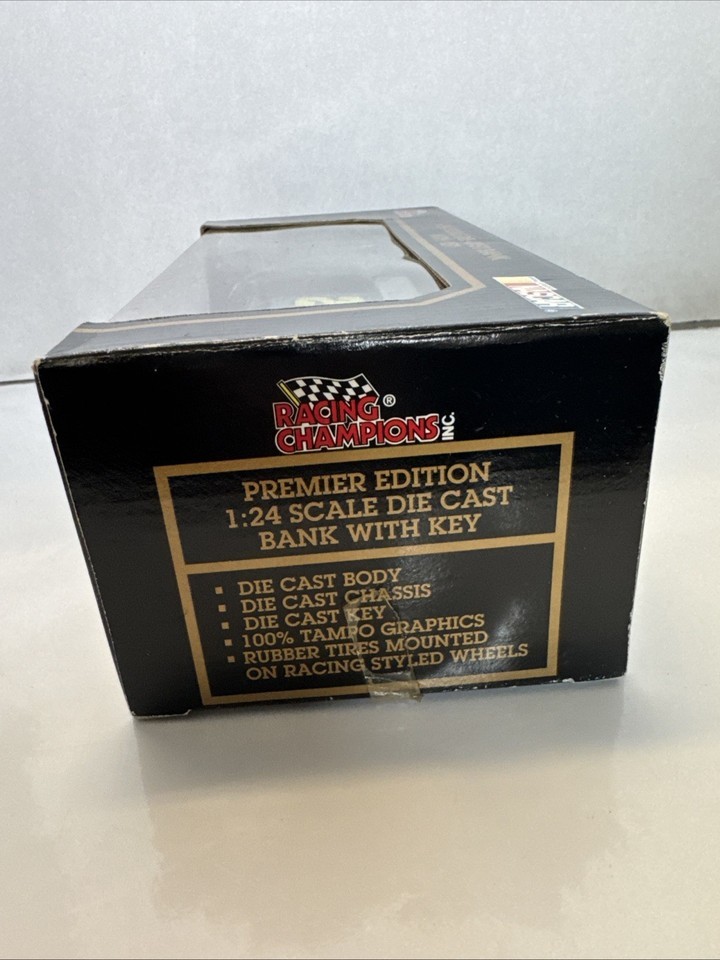 RACING ®
CHAMPIONS INC.
PREMIER EDITION
1:24 SCALE DIE CAST
BANK WITH KEY
▪ DIE CAST BODY
▪ DIE CAST CHASSIS
▪ DIE CAST KEY
▪ 100% TAMPO GRAPHICS
▪ RUBBER TIRES MOUNTED
ON RACING STYLED WHEELS